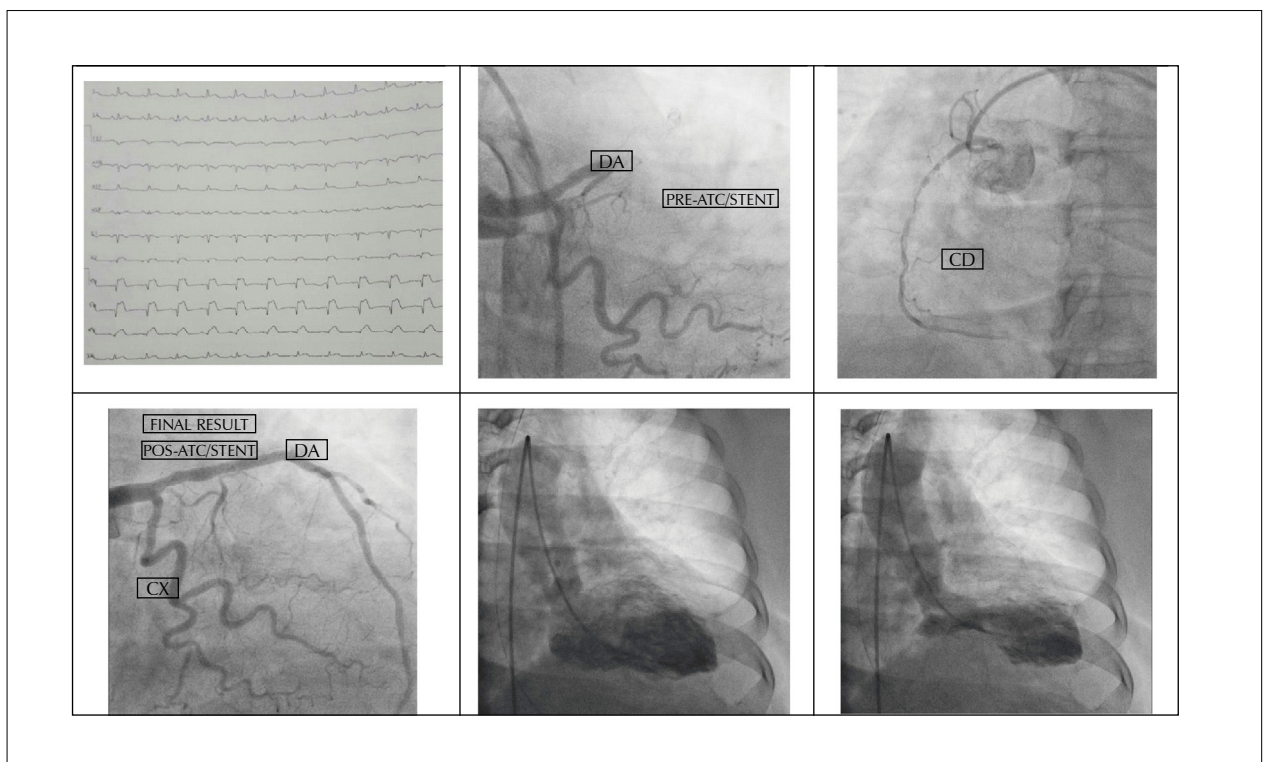 DA
PRE-ATC/STENT
CD
FINAL RESULT
POS-ATC/STENT
DA
CX